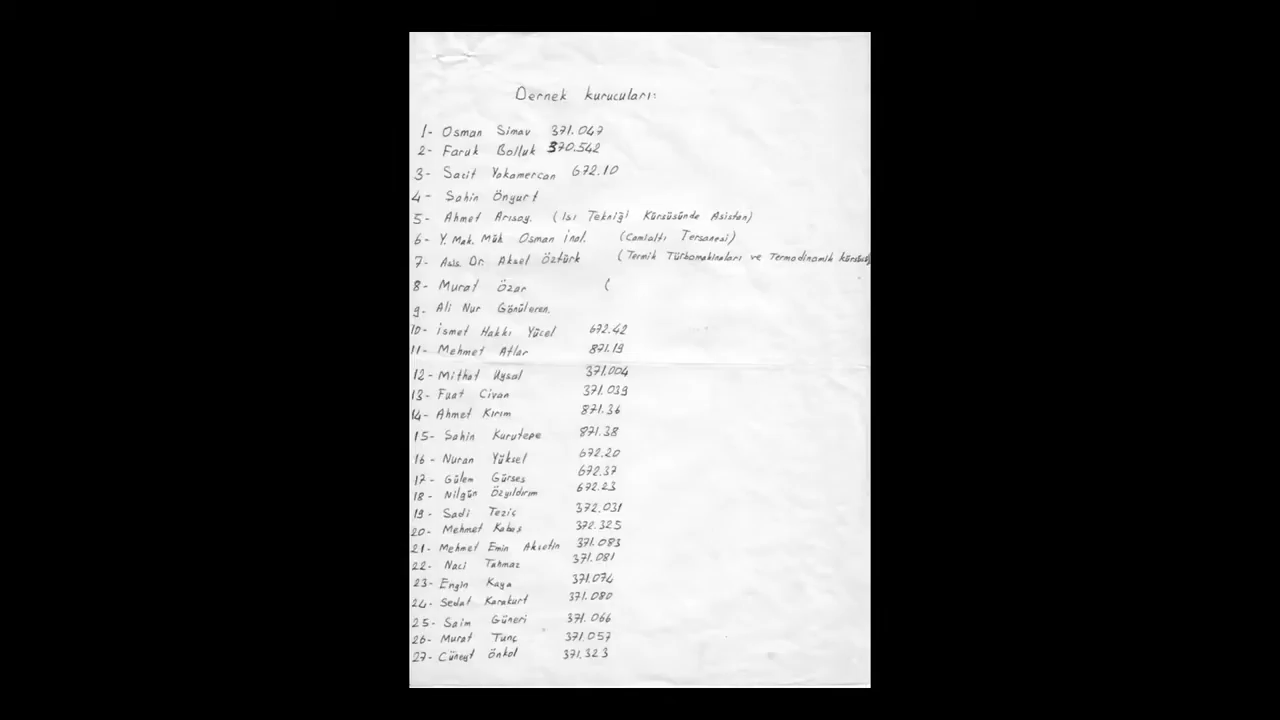 Dernek kurucuları:
1- Osman Simav 371.047
2- Faruk Bolluk 370.542
3- Sacit Yakamercan 672.10
4- Şahin Önyurt
5- Ahmet Arısoy. (Isı Tekniği Kürsüsünde Asistan)
6- Y. Mak. Müh. Osman İnal. (Camialtı Tersanesi)
7- Asis. Dr. Aksel Öztürk (Termik Türbomakinaları ve Termodinamik kürsüsü)
8- Murat Özar (
9- Ali Nur Gönüleren.
10- İsmet Hakkı Yücel 672.42
11- Mehmet Atlar 871.19
12- Mithat Uysal 371.004
13- Fuat Civan 371.039
14- Ahmet Kırım 871.36
15- Şahin Kurutepe 871.38
16- Nuran Yüksel 672.20
17- Gülem Gürses 672.37
18- Nilgün Özyıldırım 672.23
19- Sadi Teziç 372.031
20- Mehmet Kabaş 372.325
21- Mehmet Emin Akçetin 371.083
22- Naci Tahmaz 371.081
23- Engin Kaya 371.074
24- Sedat Karakurt 371.080
25- Saim Güneri 371.066
26- Murat Tunç 371.057
27- Cüneyt Önkol 371.323